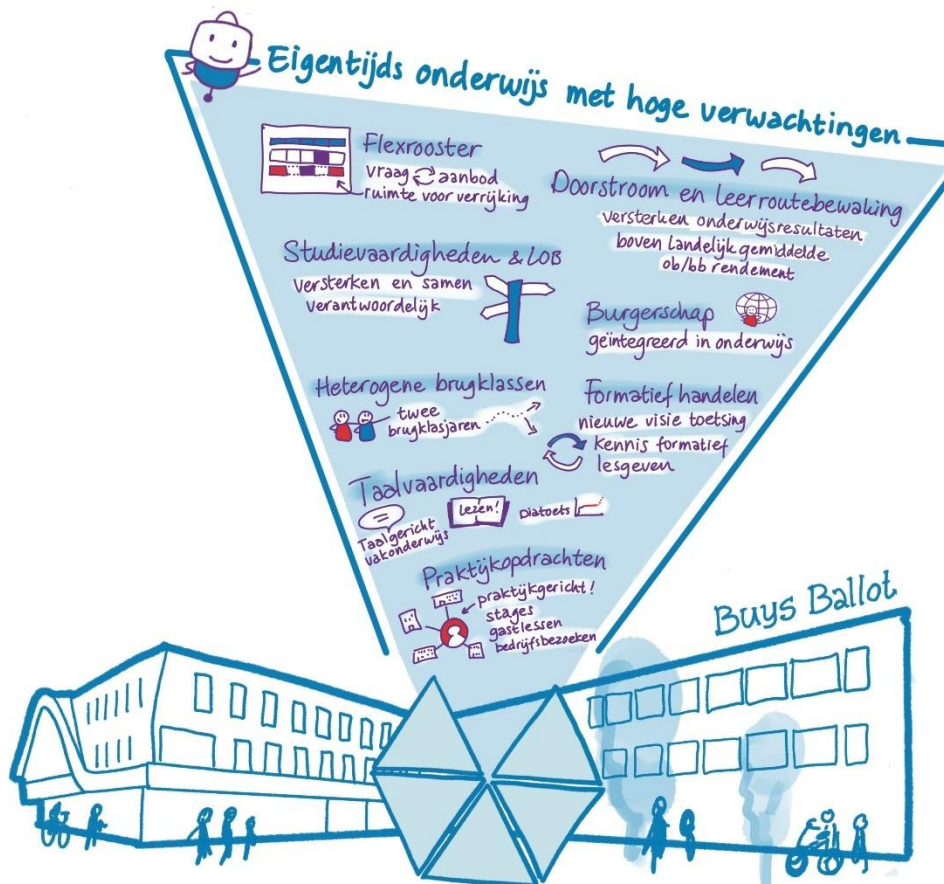 Eigentijds onderwijs met hoge verwachtingen
Flexrooster
vraag aanbod
ruimte voor verrijking
Doorstroom en leerroutebewaking
versterken onderwijsresultaten
boven landelijk gemiddelde
ob/bb rendement
Studievaardigheden & LOB
versterken en samen
verantwoordelijk
Burgerschap
geïntegreerd in onderwijs
Heterogene brugklassen
twee
brugklasjaren
Formatief handelen
nieuwe visie toetsing
kennis formatief
lesgeven
Taalvaardigheden
Taalgericht
vakonderwijs
Lezen!
Diatoets
Praktijkopdrachten
praktijkgericht!
stages
gastlessen
bedrijfsbezoeken
Buys Ballot